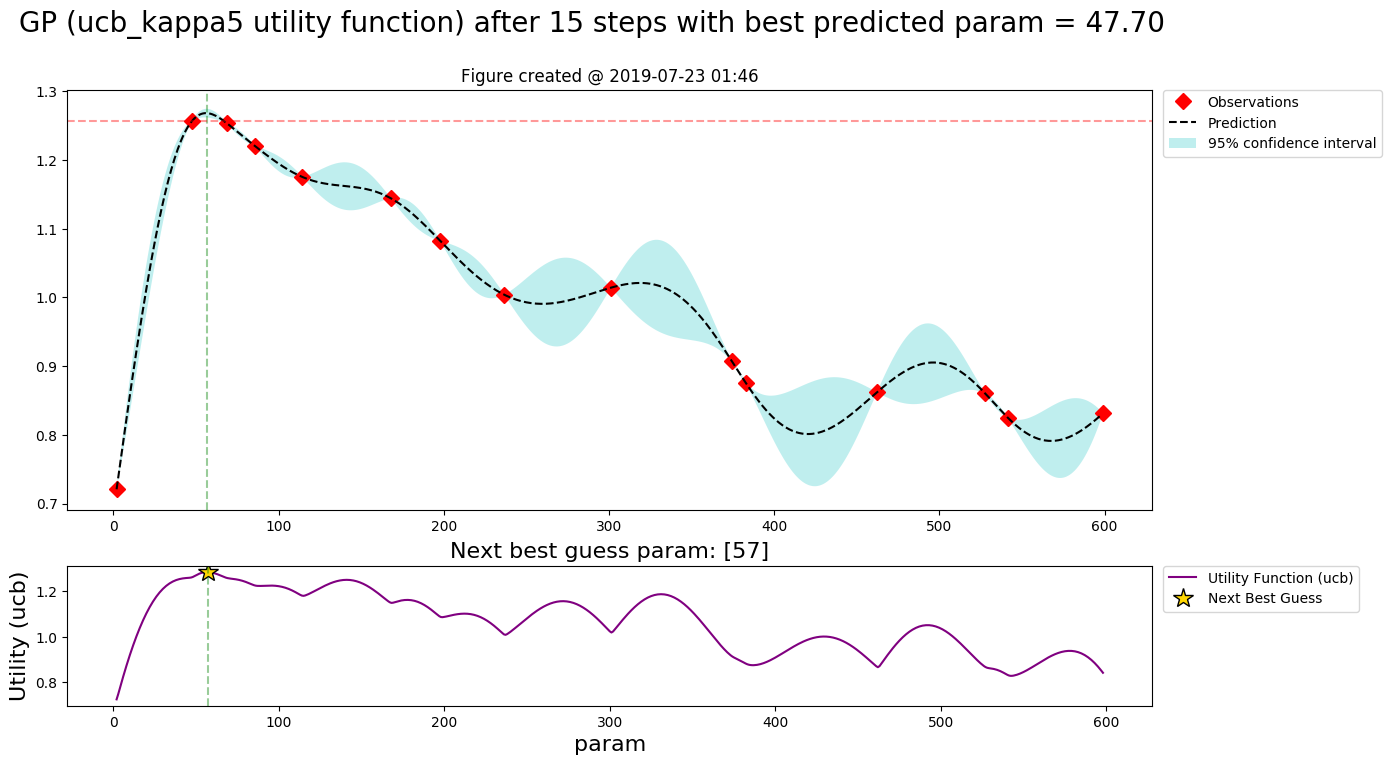 GP (ucb_kappa5 utility function) after 15 steps with best predicted param = 47.70
Figure created @ 2019-07-23 01:46
1.3
1.2
1.1
1.0
0.9
0.8
0.7
0 100 200 300 400 500 600
Observations
Prediction
95% confidence interval
Next best guess param: [57]
Utility (ucb)
1.2
1.0
0.8
0 100 200 300 400 500 600
param
Utility Function (ucb)
Next Best Guess